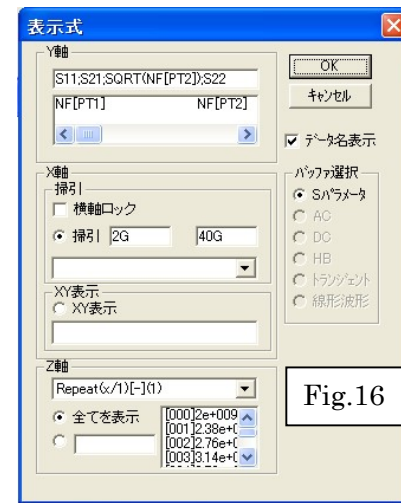 表示式
Y軸
S11;S21;SQRT(NF[PT2]);S22
NF[PT1] NF[PT2]
OK
キャンセル
データ名表示
X軸
掃引
横軸ロック
掃引 2G 40G
XY表示
XY表示
バッファ選択
Sパラメータ
AC
DC
HB
トランジェント
線形波形
Z軸
Repeat(x/1)[-](1)
全てを表示
[000]2e+009
[001]2.38e+
[002]2.76e+
[003]3.14e+
Fig.16